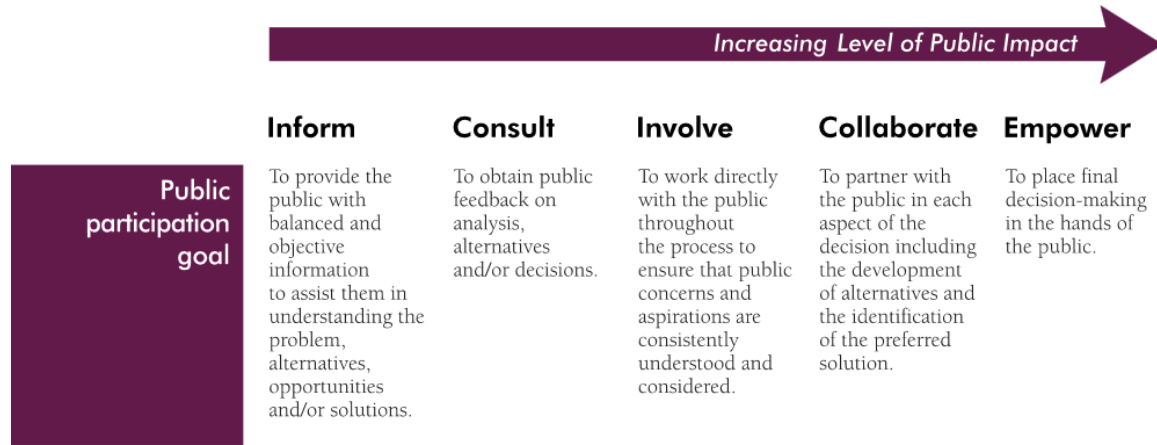 Increasing Level of Public Impact
Inform
Consult
Involve
Collaborate
Empower
Public
participation
goal
To provide the
public with
balanced and
objective
information
to assist them in
understanding the
problem,
alternatives,
opportunities
and/or solutions.
To obtain public
feedback on
analysis,
alternatives
and/or decisions.
To work directly
with the public
throughout
the process to
ensure that public
concerns and
aspirations are
consistently
understood and
considered.
To partner with
the public in each
aspect of the
decision including
the development
of alternatives and
the identification
of the preferred
solution.
To place final
decision-making
in the hands of
the public.